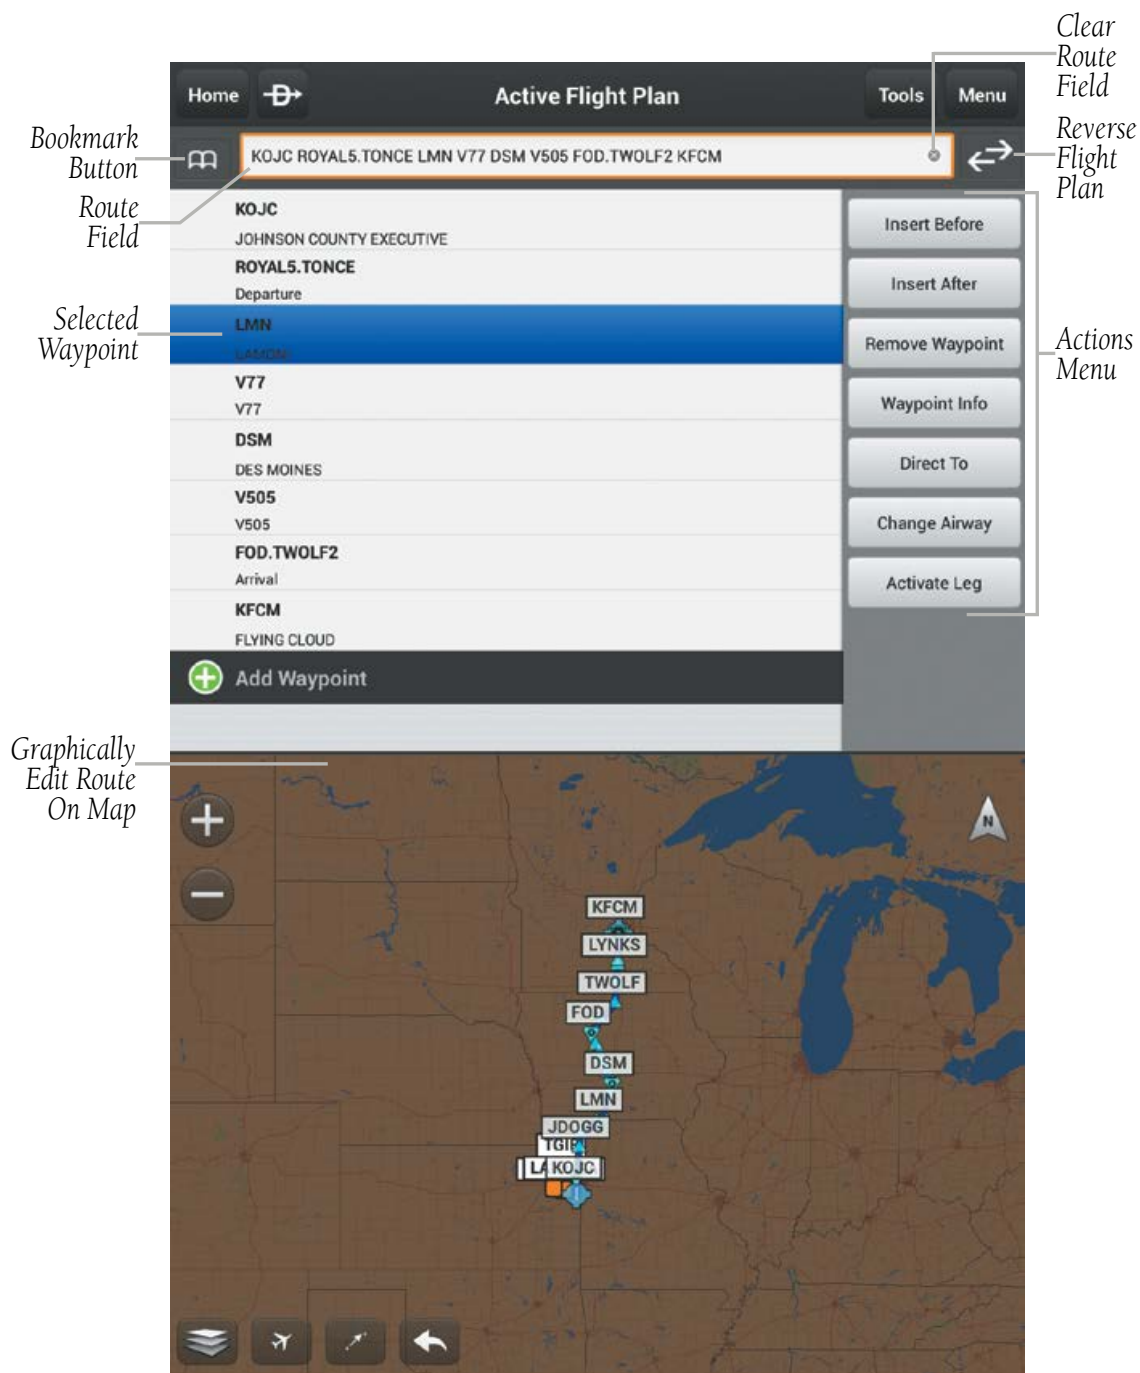 Clear
Route
Field
Home
Active Flight Plan
Tools
Menu
Bookmark
Button
KOJC ROYAL5.TONCE LMN V77 DSM V505 FOD.TWOLF2 KFCM
Reverse
Flight
Plan
Route
Field
KOJC
JOHNSON COUNTY EXECUTIVE
ROYAL5.TONCE
Departure
Selected
Waypoint
LMN
LAMONI
V77
V77
DSM
DES MOINES
V505
V505
FOD.TWOLF2
Arrival
KFCM
FLYING CLOUD
Add Waypoint
Insert Before
Insert After
Remove Waypoint
Waypoint Info
Direct To
Change Airway
Activate Leg
Actions
Menu
Graphically
Edit Route
On Map
N
KFCM
LYNKS
TWOLF
FOD
DSM
LMN
JDOGG
KOJC